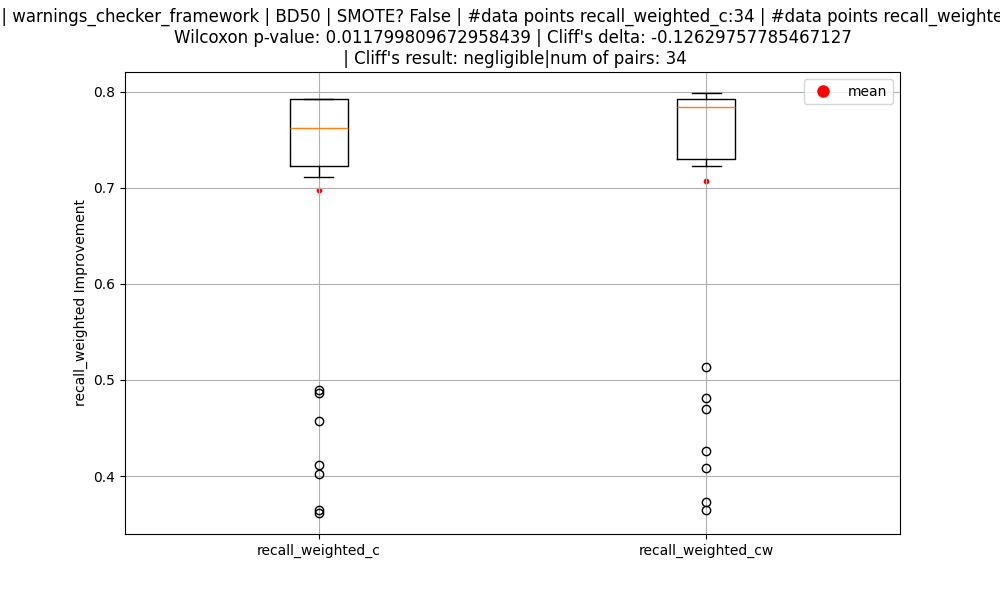 | warnings_checker_framework | BD50 | SMOTE? False | #data points recall_weighted_c:34 | #data points
Wilcoxon p-value: 0.011799809672958439 | Cliff's delta: -0.12629757785467127
| Cliff's result: negligible|num of pairs: 34
mean
0.8
0.7
0.6
0.5
0.4
recall_weighted Improvement
recall_weighted_c
recall_weighted_cw